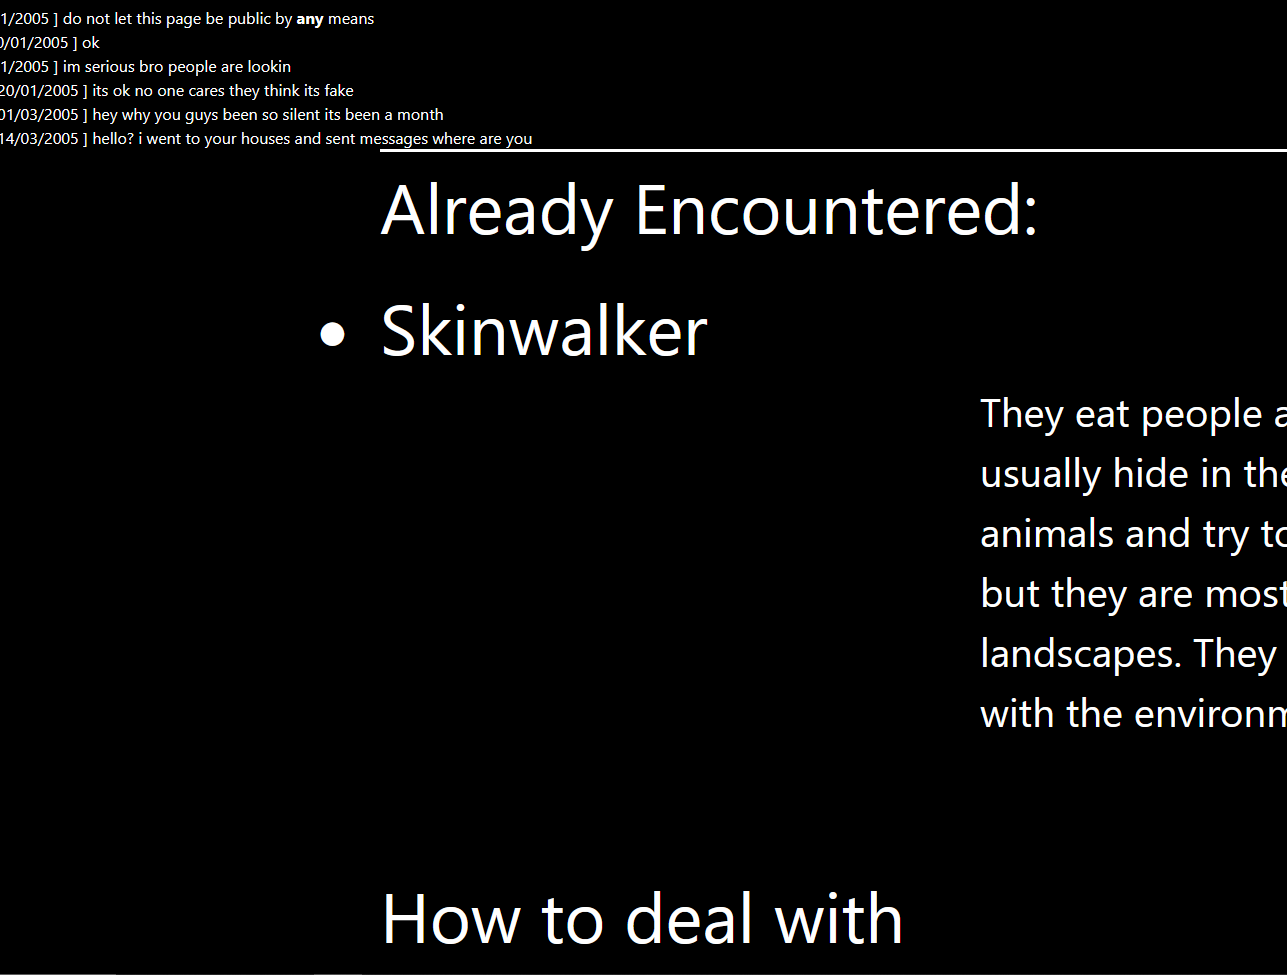 1/2005 ] do not let this page be public by any means
0/01/2005 ] ok
1/2005 ] im serious bro people are lookin
20/01/2005 ] its ok no one cares they think its fake
01/03/2005 ] hey why you guys been so silent its been a month
14/03/2005 ] hello? i went to your houses and sent messages where are you
Already Encountered:
• Skinwalker
They eat people a
usually hide in the
animals and try to
but they are most
landscapes. They
with the environm
How to deal with